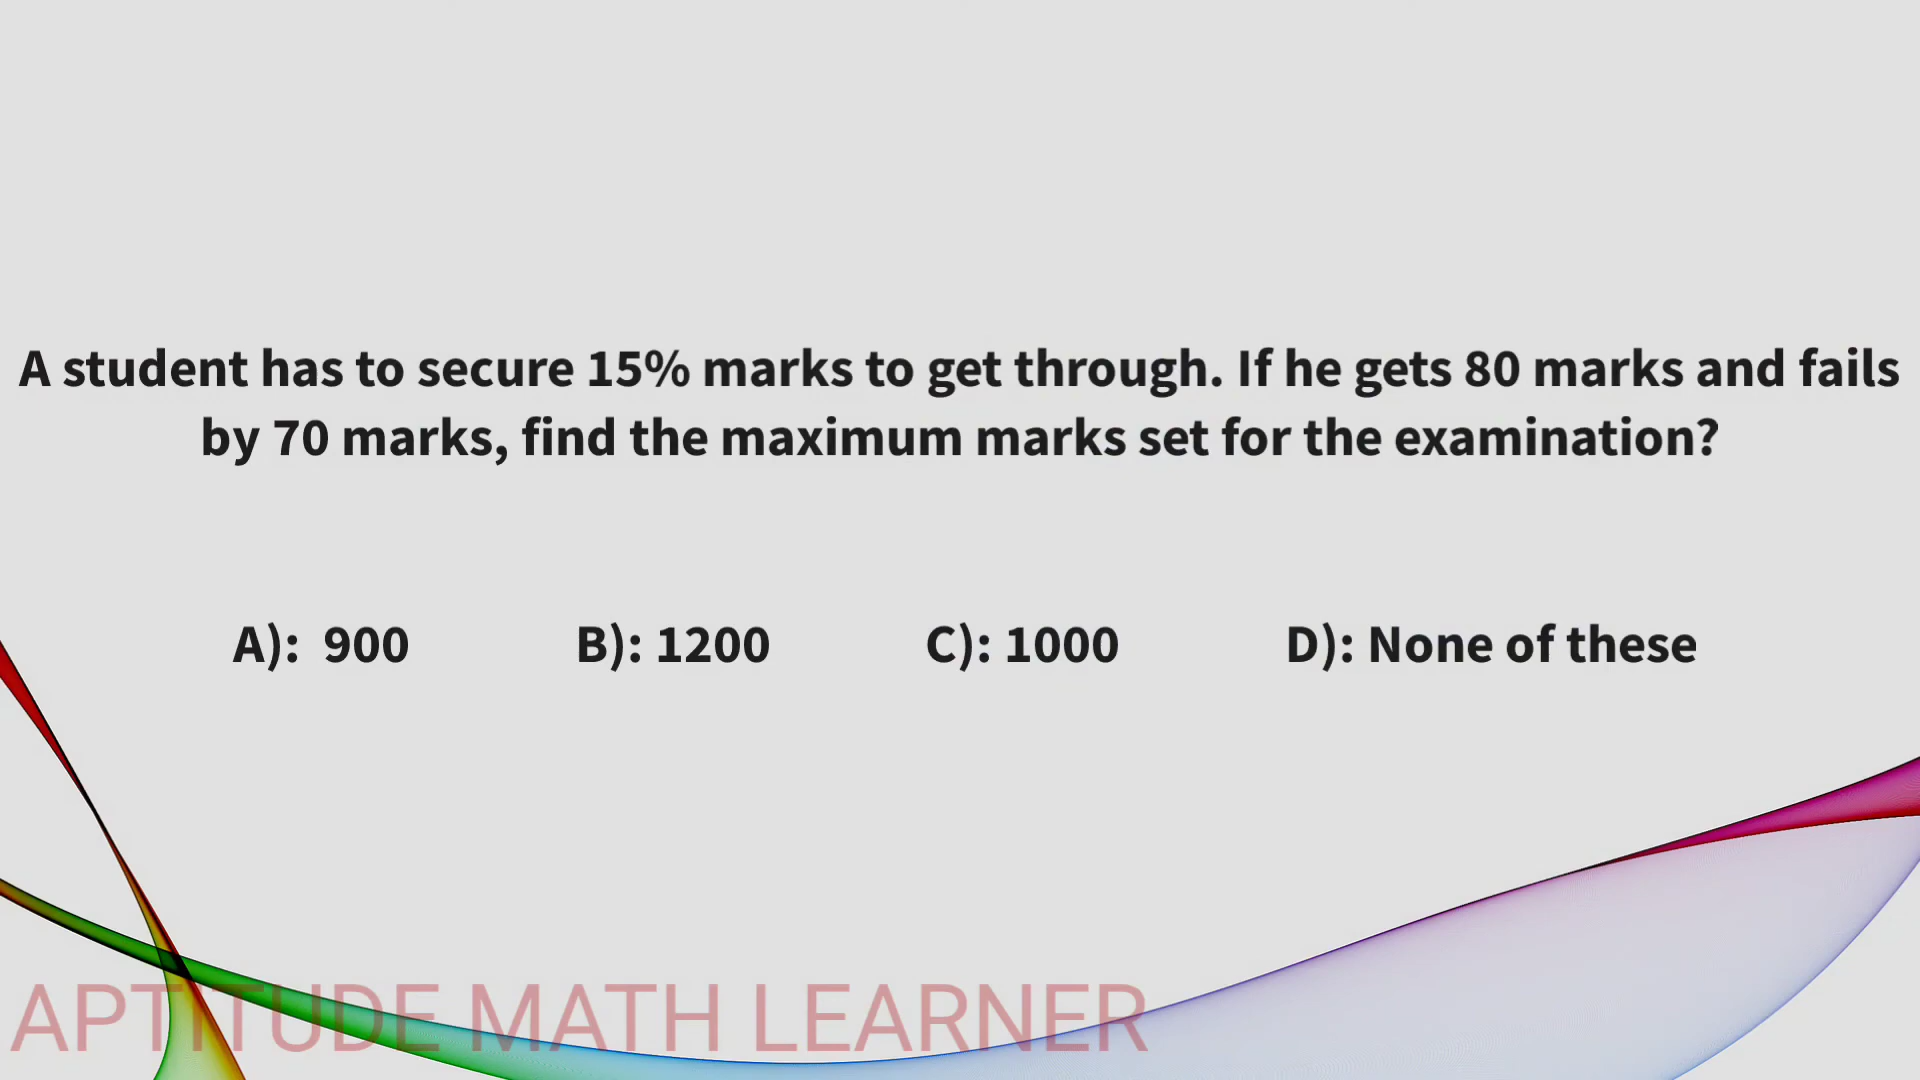 A student has to secure 15% marks to get through. If he gets 80 marks and fails
by 70 marks, find the maximum marks set for the examination?
A): 900 B): 1200 C): 1000 D): None of these
APTITUDE MATH LEARNER